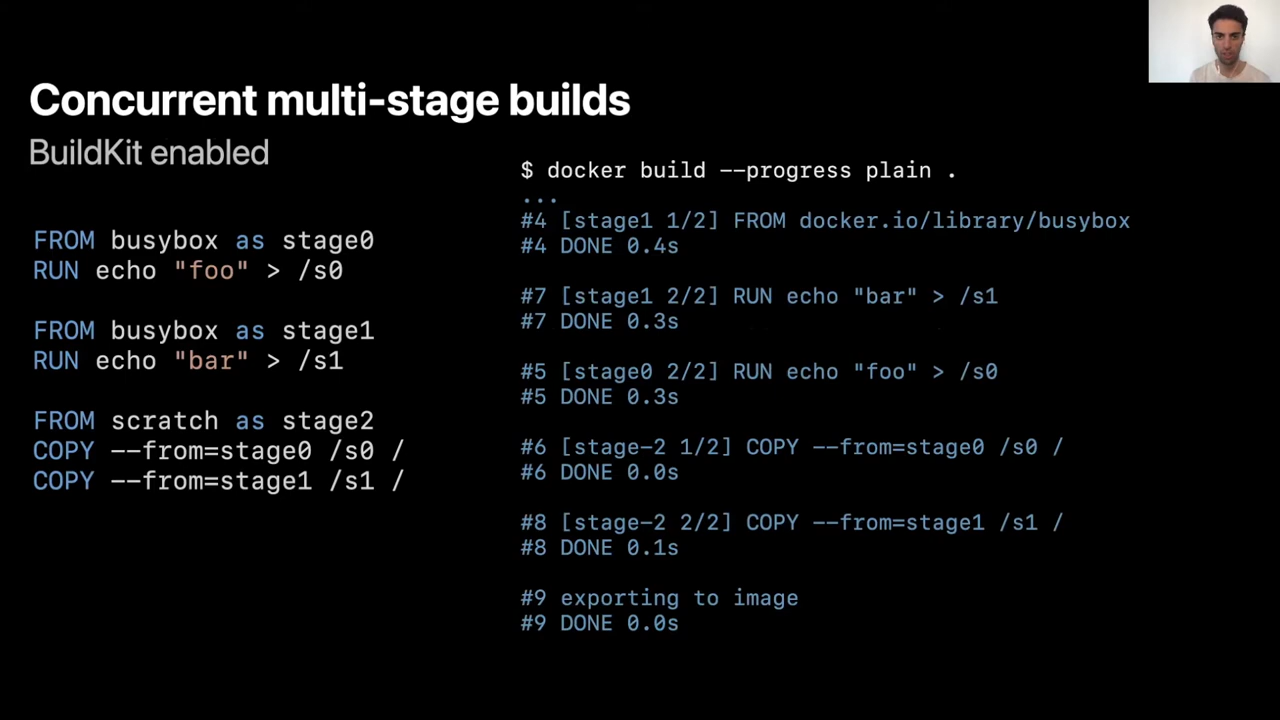 Concurrent multi-stage builds
BuildKit enabled
FROM busybox as stage0
RUN echo "foo" > /s0
FROM busybox as stage1
RUN echo "bar" > /s1
FROM scratch as stage2
COPY --from=stage0 /s0 /
COPY --from=stage1 /s1 /
$ docker build --progress plain .
...
#4 [stage1 1/2] FROM docker.io/library/busybox
#4 DONE 0.4s
#7 [stage1 2/2] RUN echo "bar" > /s1
#7 DONE 0.3s
#5 [stage0 2/2] RUN echo "foo" > /s0
#5 DONE 0.3s
#6 [stage-2 1/2] COPY --from=stage0 /s0 /
#6 DONE 0.0s
#8 [stage-2 2/2] COPY --from=stage1 /s1 /
#8 DONE 0.1s
#9 exporting to image
#9 DONE 0.0s